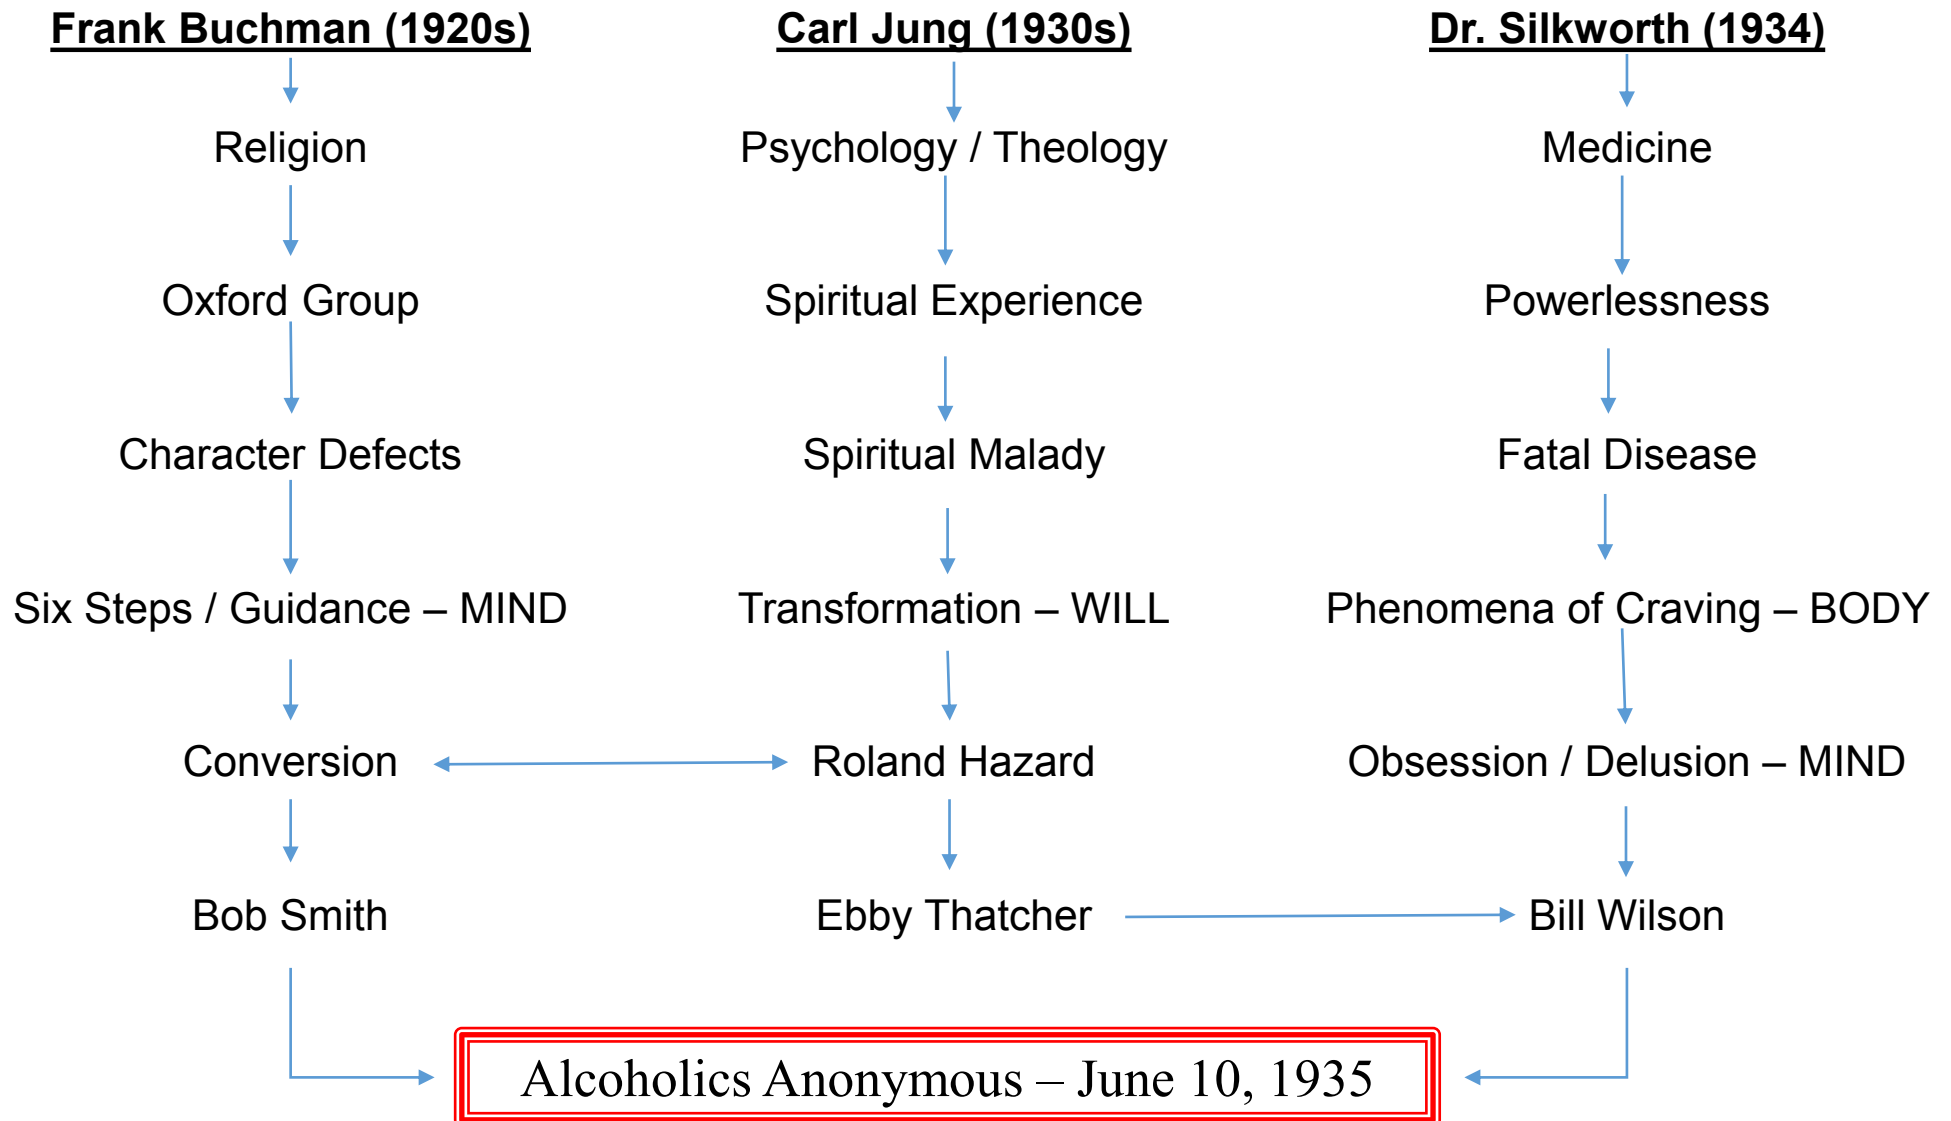 Frank Buchman (1920s)
Carl Jung (1930s)
Dr. Silkworth (1934)
Religion
Psychology / Theology
Medicine
Oxford Group
Spiritual Experience
Powerlessness
Character Defects
Spiritual Malady
Fatal Disease
Six Steps / Guidance – MIND
Transformation – WILL
Phenomena of Craving – BODY
Conversion
Roland Hazard
Obsession / Delusion – MIND
Bob Smith
Ebby Thatcher
Bill Wilson
Alcoholics Anonymous – June 10, 1935